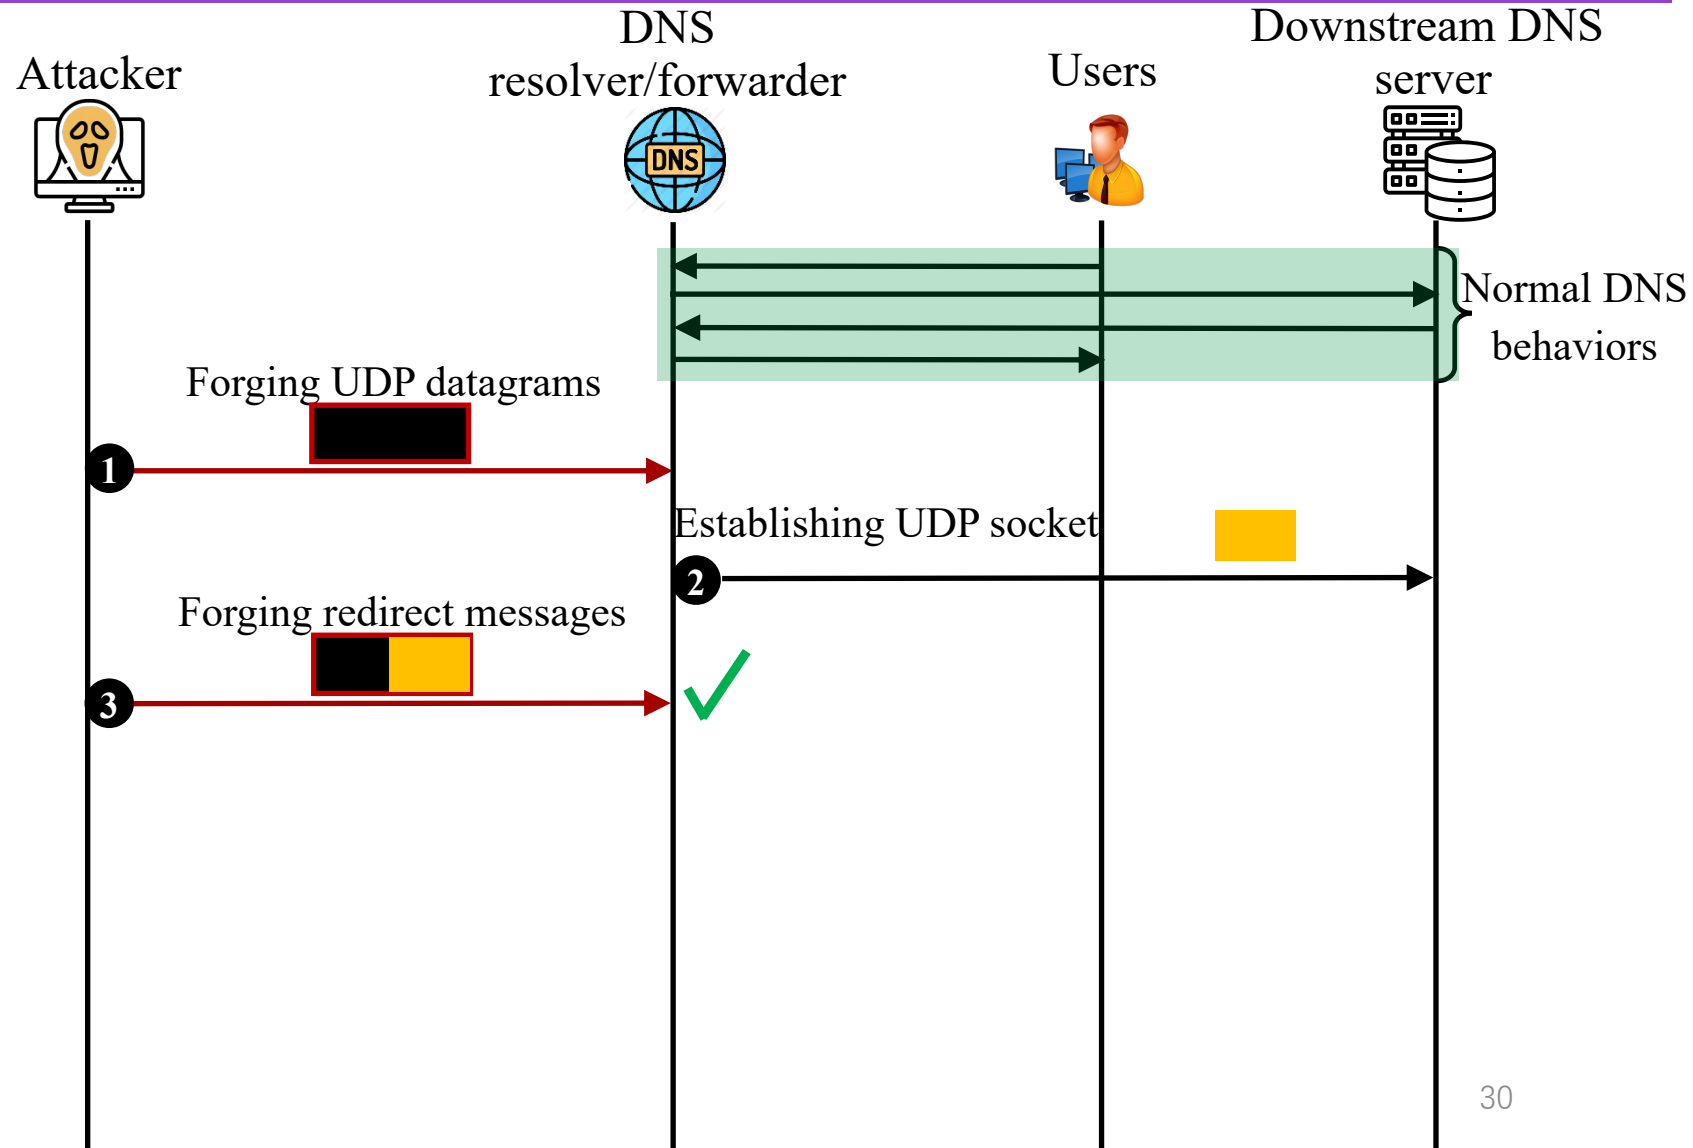 Attacker
DNS
resolver/forwarder
Users
Downstream DNS
server
DNS
Normal DNS
behaviors
Forging UDP datagrams
1
Establishing UDP socket
2
Forging redirect messages
3
30